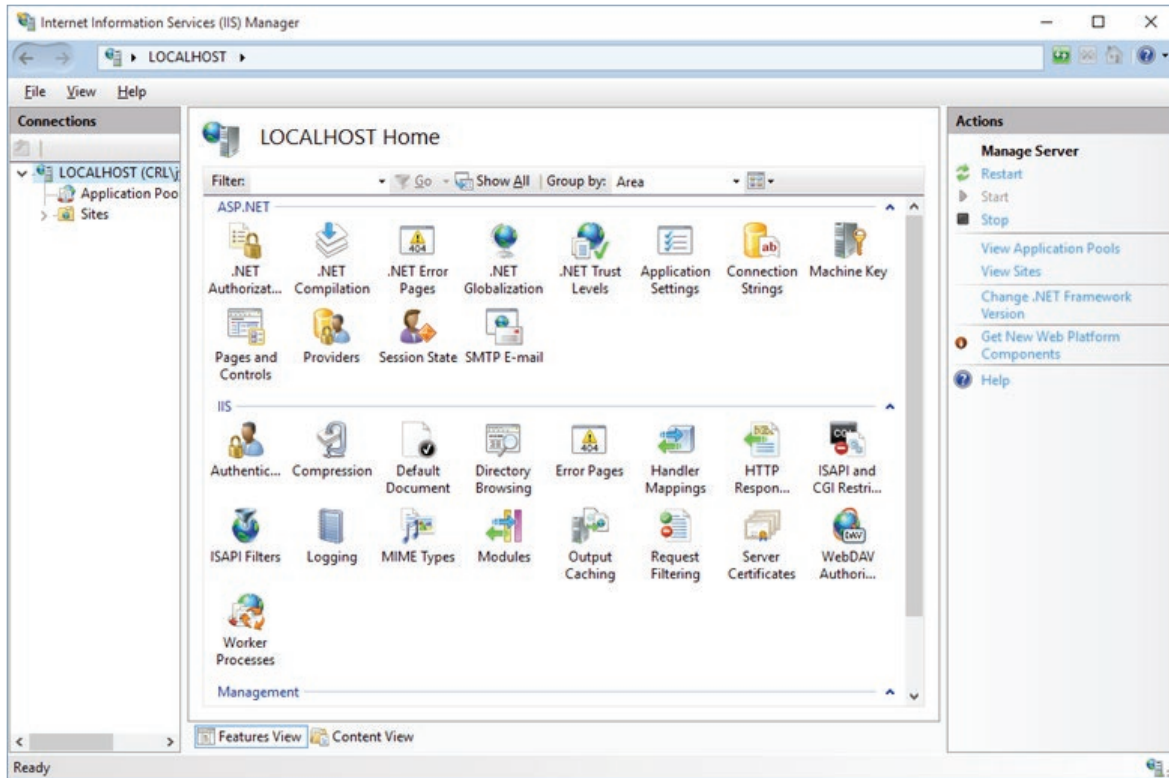 Internet Information Services (IIS) Manager
LOCALHOST
File View Help
Connections
LOCALHOST (CRL\j
Application Poo
Sites
LOCALHOST Home
Filter: Go Show All Group by: Area
ASP.NET
.NET Authorizat...
.NET Compilation
.NET Error Pages
.NET Globalization
.NET Trust Levels
Application Settings
Connection Strings
Machine Key
Pages and Controls
Providers
Session State
SMTP E-mail
IIS
Authentic...
Compression
Default Document
Directory Browsing
Error Pages
Handler Mappings
HTTP Respon...
ISAPI and CGI Restri...
ISAPI Filters
Logging
MIME Types
Modules
Output Caching
Request Filtering
Server Certificates
WebDAV Authori...
Worker Processes
Management
Features View Content View
Actions
Manage Server
Restart
Start
Stop
View Application Pools
View Sites
Change .NET Framework
Version
Get New Web Platform
Components
Help
Ready